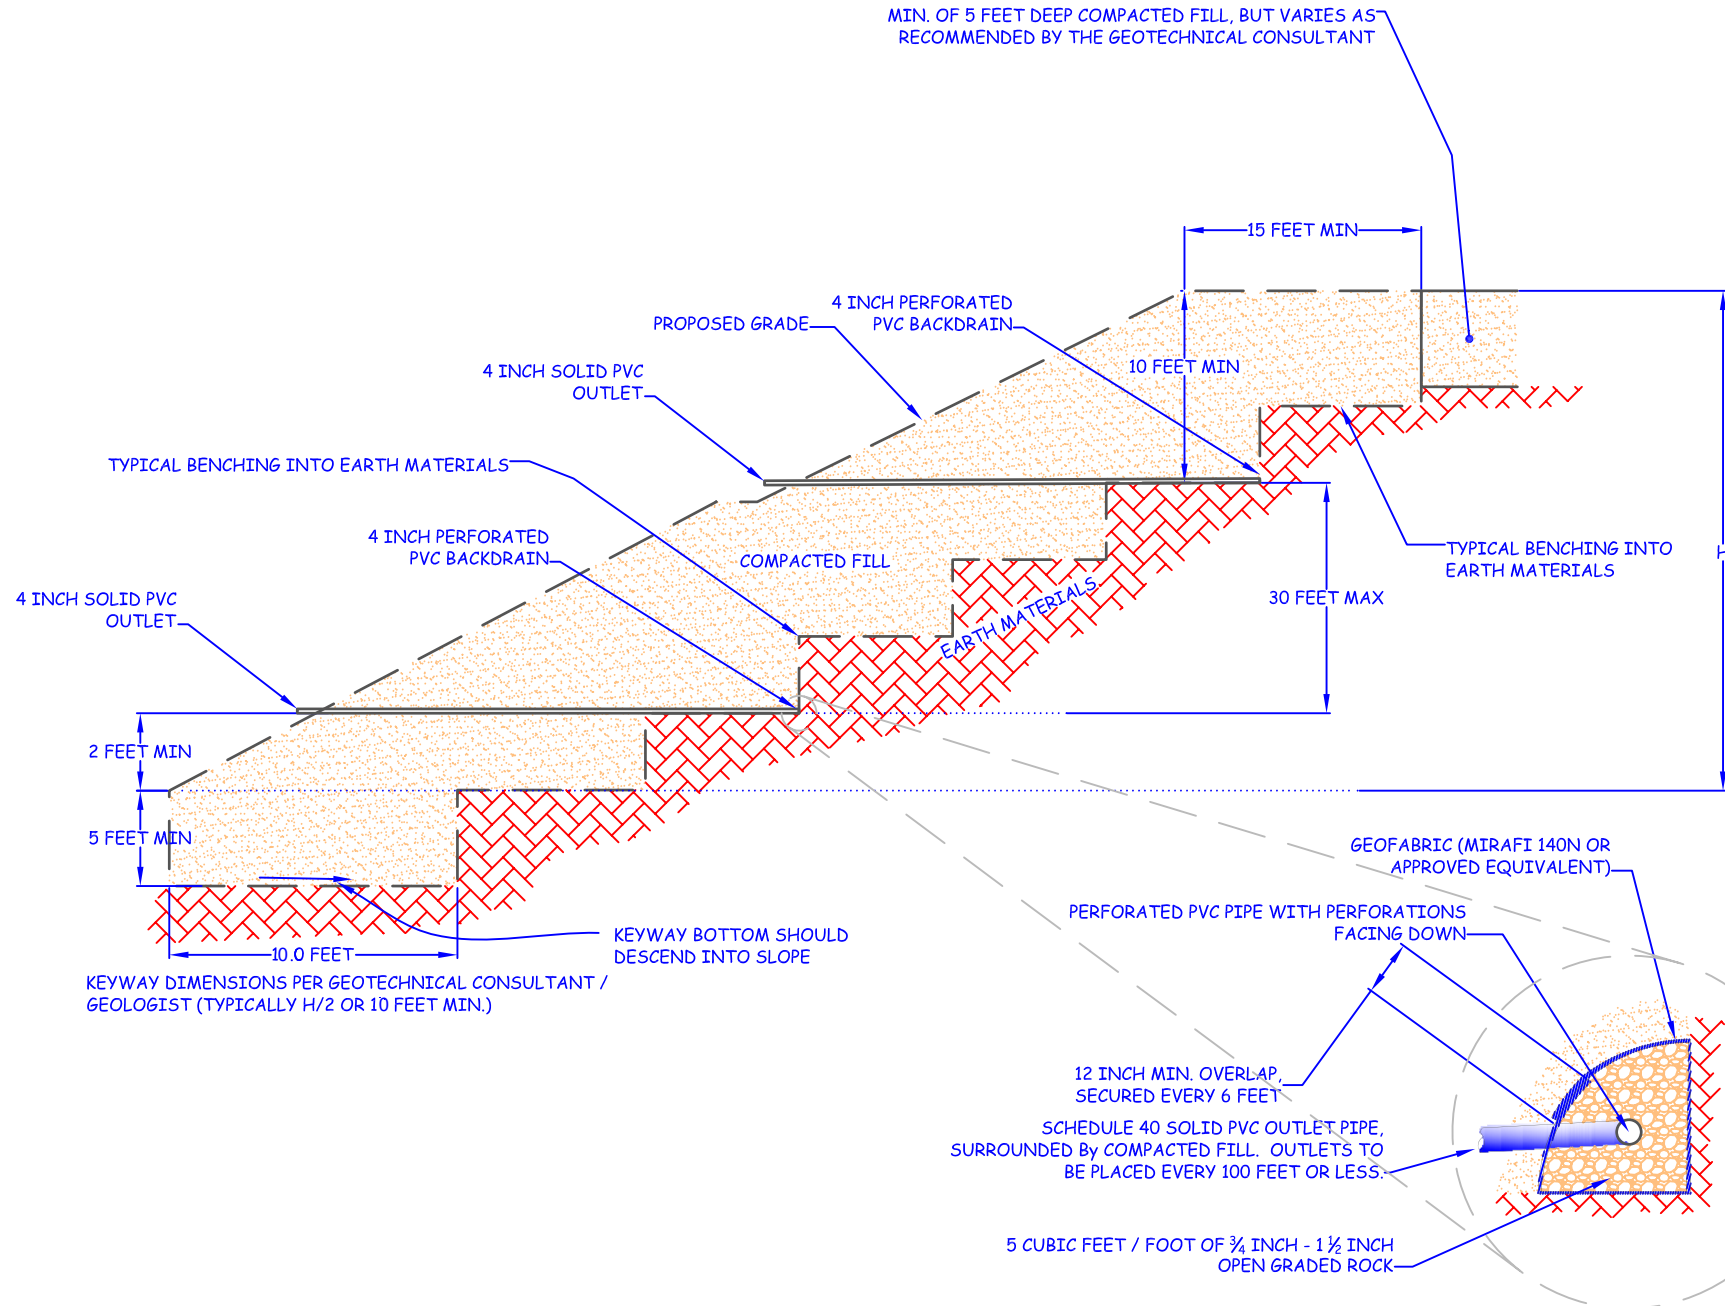 MIN. OF 5 FEET DEEP COMPACTED FILL, BUT VARIES AS
RECOMMENDED BY THE GEOTECHNICAL CONSULTANT
15 FEET MIN
4 INCH PERFORATED
PVC BACKDRAIN
PROPOSED GRADE
10 FEET MIN
4 INCH SOLID PVC
OUTLET
TYPICAL BENCHING INTO EARTH MATERIALS
4 INCH PERFORATED
PVC BACKDRAIN
COMPACTED FILL
TYPICAL BENCHING INTO
EARTH MATERIALS
H
4 INCH SOLID PVC
OUTLET
30 FEET MAX
EARTH MATERIALS
2 FEET MIN
5 FEET MIN
KEYWAY BOTTOM SHOULD
DESCEND INTO SLOPE
10.0 FEET
KEYWAY DIMENSIONS PER GEOTECHNICAL CONSULTANT /
GEOLOGIST (TYPICALLY H/2 OR 10 FEET MIN.)
GEOFABRIC (MIRAFI 140N OR
APPROVED EQUIVALENT)
PERFORATED PVC PIPE WITH PERFORATIONS
FACING DOWN
12 INCH MIN. OVERLAP,
SECURED EVERY 6 FEET
SCHEDULE 40 SOLID PVC OUTLET PIPE,
SURROUNDED By COMPACTED FILL. OUTLETS TO
BE PLACED EVERY 100 FEET OR LESS.
5 CUBIC FEET / FOOT OF ¾ INCH - 1 ½ INCH
OPEN GRADED ROCK